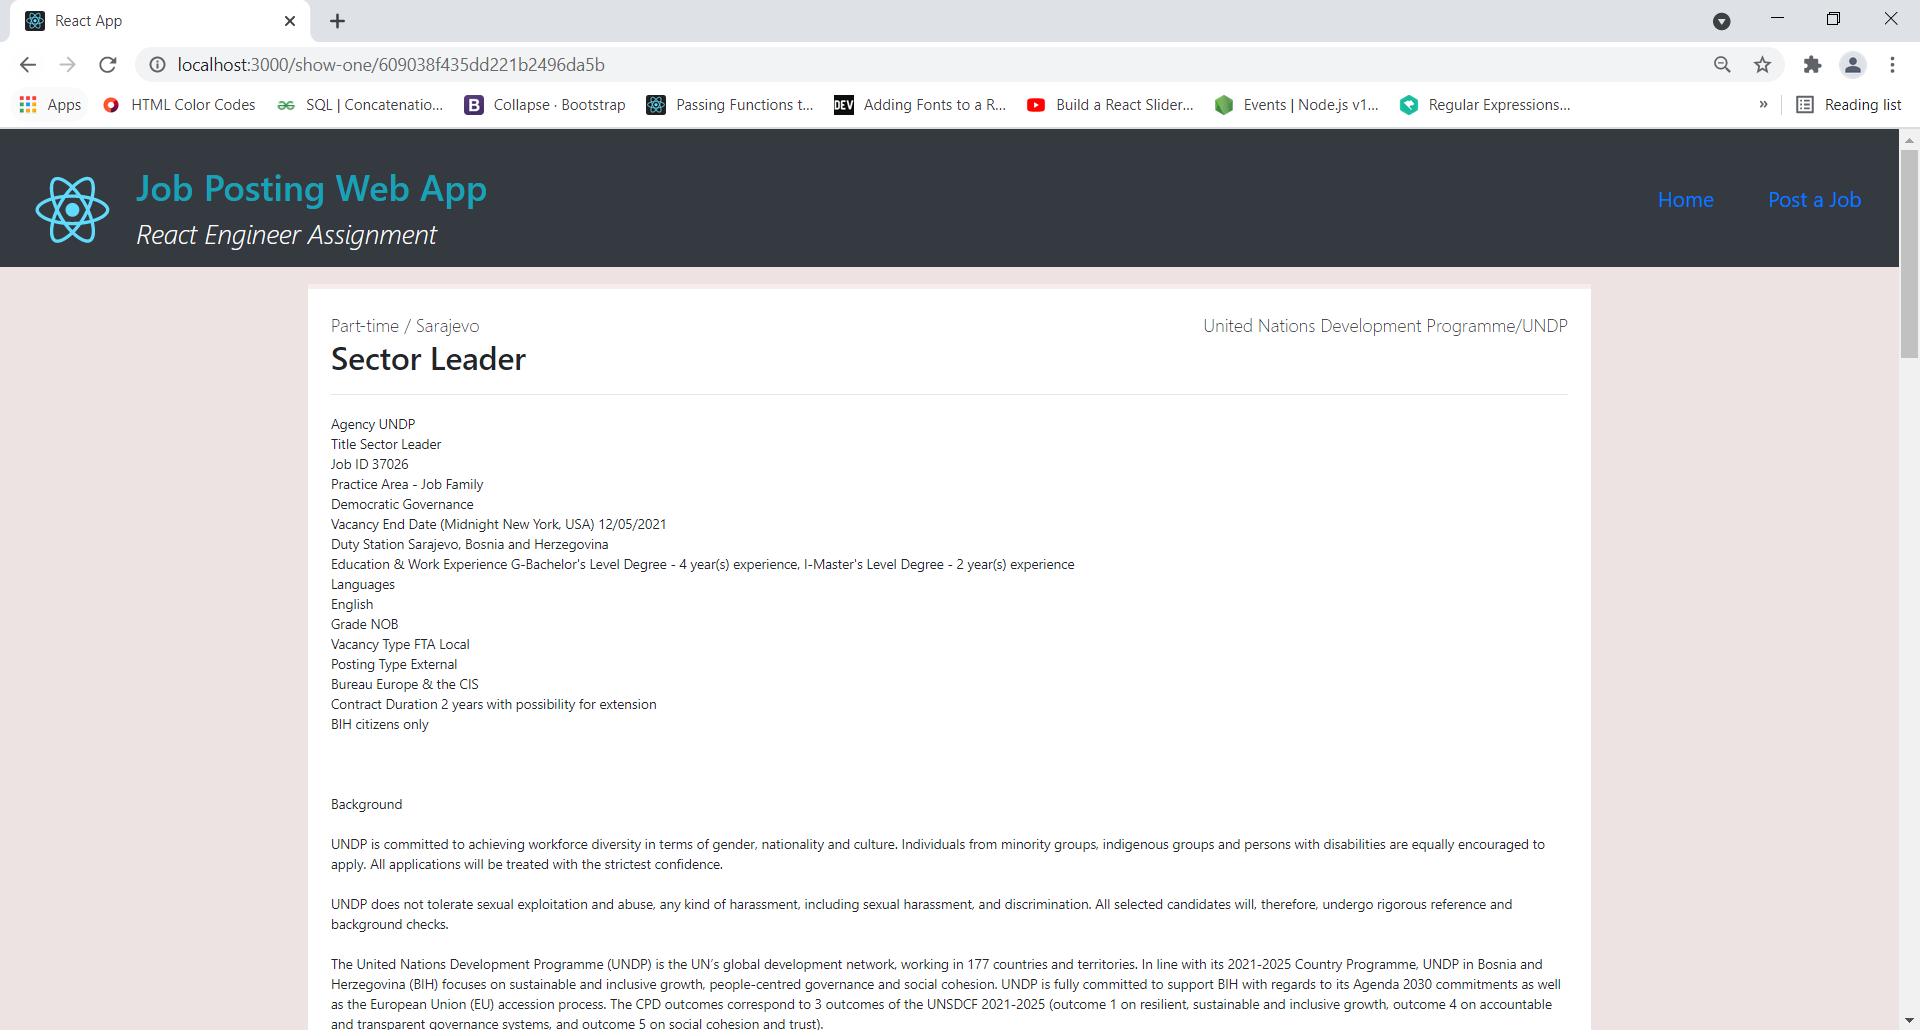 React App
localhost:3000/show-one/609038f435dd221b2496da5b
Apps
HTML Color Codes
SQL | Concatenatio...
B
Collapse · Bootstrap
Passing Functions t...
DEV
Adding Fonts to a R...
Build a React Slider...
Events | Node.js v1...
Regular Expressions...
»
Reading list
Job Posting Web App
React Engineer Assignment
Home
Post a Job
Part-time / Sarajevo
United Nations Development Programme/UNDP
Sector Leader
Agency UNDP
Title Sector Leader
Job ID 37026
Practice Area - Job Family
Democratic Governance
Vacancy End Date (Midnight New York, USA) 12/05/2021
Duty Station Sarajevo, Bosnia and Herzegovina
Education & Work Experience G-Bachelor's Level Degree - 4 year(s) experience, I-Master's Level Degree - 2 year(s) experience
Languages
English
Grade NOB
Vacancy Type FTA Local
Posting Type External
Bureau Europe & the CIS
Contract Duration 2 years with possibility for extension
BIH citizens only
Background
UNDP is committed to achieving workforce diversity in terms of gender, nationality and culture. Individuals from minority groups, indigenous groups and persons with disabilities are equally encouraged to
apply. All applications will be treated with the strictest confidence.
UNDP does not tolerate sexual exploitation and abuse, any kind of harassment, including sexual harassment, and discrimination. All selected candidates will, therefore, undergo rigorous reference and
background checks.
The United Nations Development Programme (UNDP) is the UN’s global development network, working in 177 countries and territories. In line with its 2021-2025 Country Programme, UNDP in Bosnia and
Herzegovina (BIH) focuses on sustainable and inclusive growth, people-centred governance and social cohesion. UNDP is fully committed to support BIH with regards to its Agenda 2030 commitments as well
as the European Union (EU) accession process. The CPD outcomes correspond to 3 outcomes of the UNSDCF 2021-2025 (outcome 1 on resilient, sustainable and inclusive growth, outcome 4 on accountable
and transparent governance systems, and outcome 5 on social cohesion and trust).